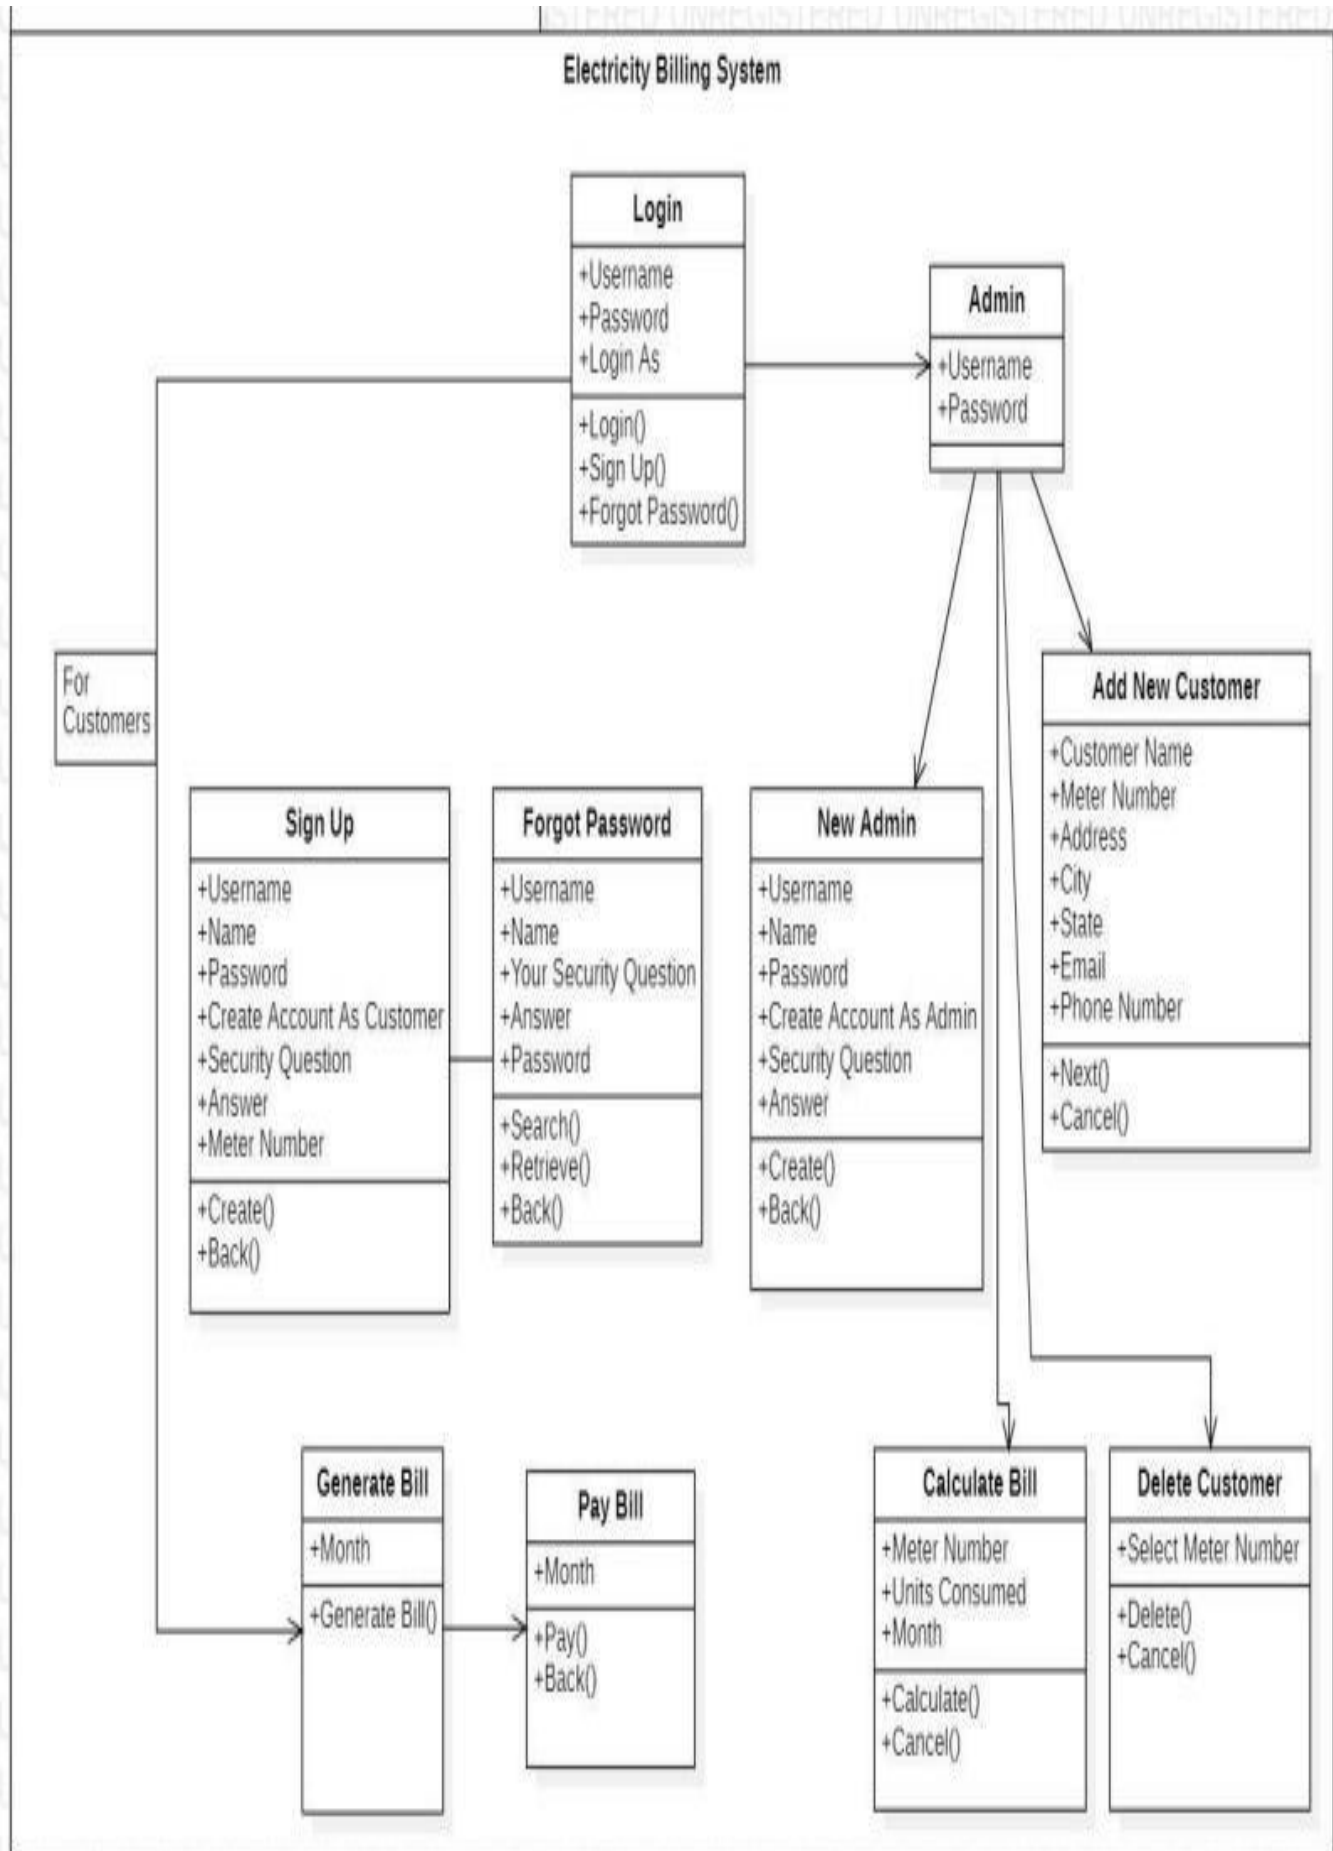 UNREGISTERED UNREGISTERED UNREGISTERED
Electricity Billing System
Login
+Username
+Password
+Login As
+Login()
+Sign Up()
+Forgot Password()
Admin
+Username
+Password
For
Customers
Add New Customer
+Customer Name
+Meter Number
+Address
+City
+State
+Email
+Phone Number
+Next()
+Cancel()
Sign Up
+Username
+Name
+Password
+Create Account As Customer
+Security Question
+Answer
+Meter Number
+Create()
+Back()
Forgot Password
+Username
+Name
+Your Security Question
+Answer
+Password
+Search()
+Retrieve()
+Back()
New Admin
+Username
+Name
+Password
+Create Account As Admin
+Security Question
+Answer
+Create()
+Back()
Generate Bill
+Month
+Generate Bill()
Pay Bill
+Month
+Pay()
+Back()
Calculate Bill
+Meter Number
+Units Consumed
+Month
+Calculate()
+Cancel()
Delete Customer
+Select Meter Number
+Delete()
+Cancel()